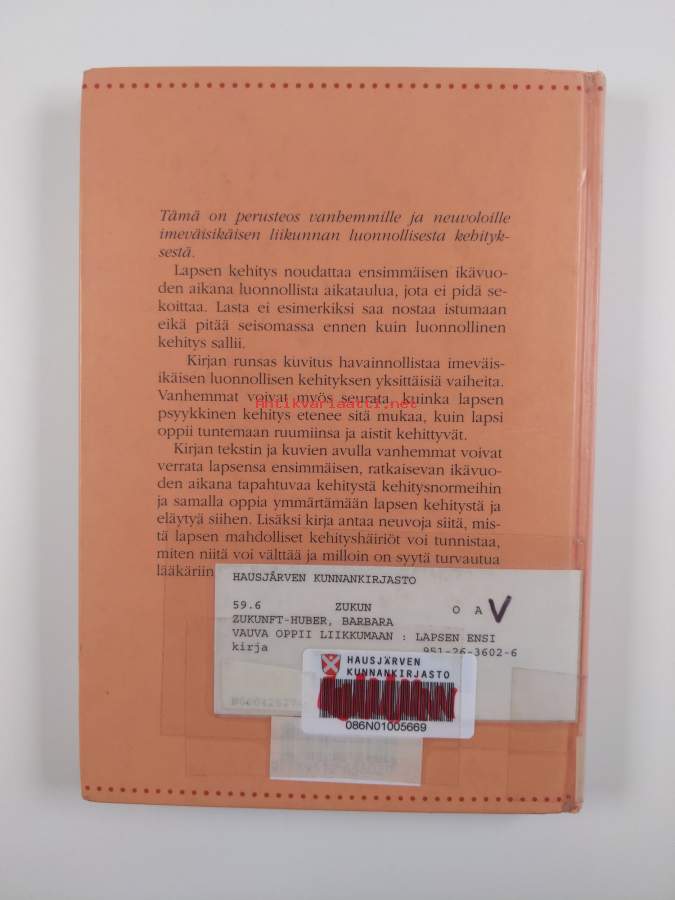 Tämä on perusteos vanhemmille ja neuvoloille
imeväisikäisen liikunnan luonnollisesta kehityk-
sestä.
Lapsen kehitys noudattaa ensimmäisen ikävuo-
den aikana luonnollista aikataulua, jota ei pidä se-
koittaa. Lasta ei esimerkiksi saa nostaa istumaan
eikä pitää seisomassa ennen kuin luonnollinen
kehitys sallii.
Kirjan runsas kuvitus havainnollistaa imeväis-
ikäisen luonnollisen kehityksen yksittäisiä vaiheita.
Vanhemmat voivat myös seurata, kuinka lapsen
Antikvariaatti.net
psyykkinen kehitys etenee sitä mukaa, kuin lapsi
oppii tuntemaan ruumiinsa ja aistit kehittyvät.
Kirjan tekstin ja kuvien avulla vanhemmat voivat
verrata lapsensa ensimmäisen, ratkaisevan ikävuo-
den aikana tapahtuvaa kehitystä kehitysnormeihin
ja samalla oppia ymmärtämään lapsen kehitystä ja
eläytyä siihen. Lisäksi kirja antaa neuvoja siitä, mis-
tä lapsen mahdolliset kehityshäiriöt voi tunnistaa,
miten niitä voi välttää ja milloin on syytä turvautua
lääkäriin
HAUSJÄRVEN KUNNANKIRJASTO
59.6 ZUKUN O A V
ZUKUNFT-HUBER, BARBARA
VAUVA OPPII LIIKKUMAAN : LAPSEN ENSI
kirja 951-26-3602-6
HAUSJÄRVEN
KUNNANKIRJASTO
086N01005669